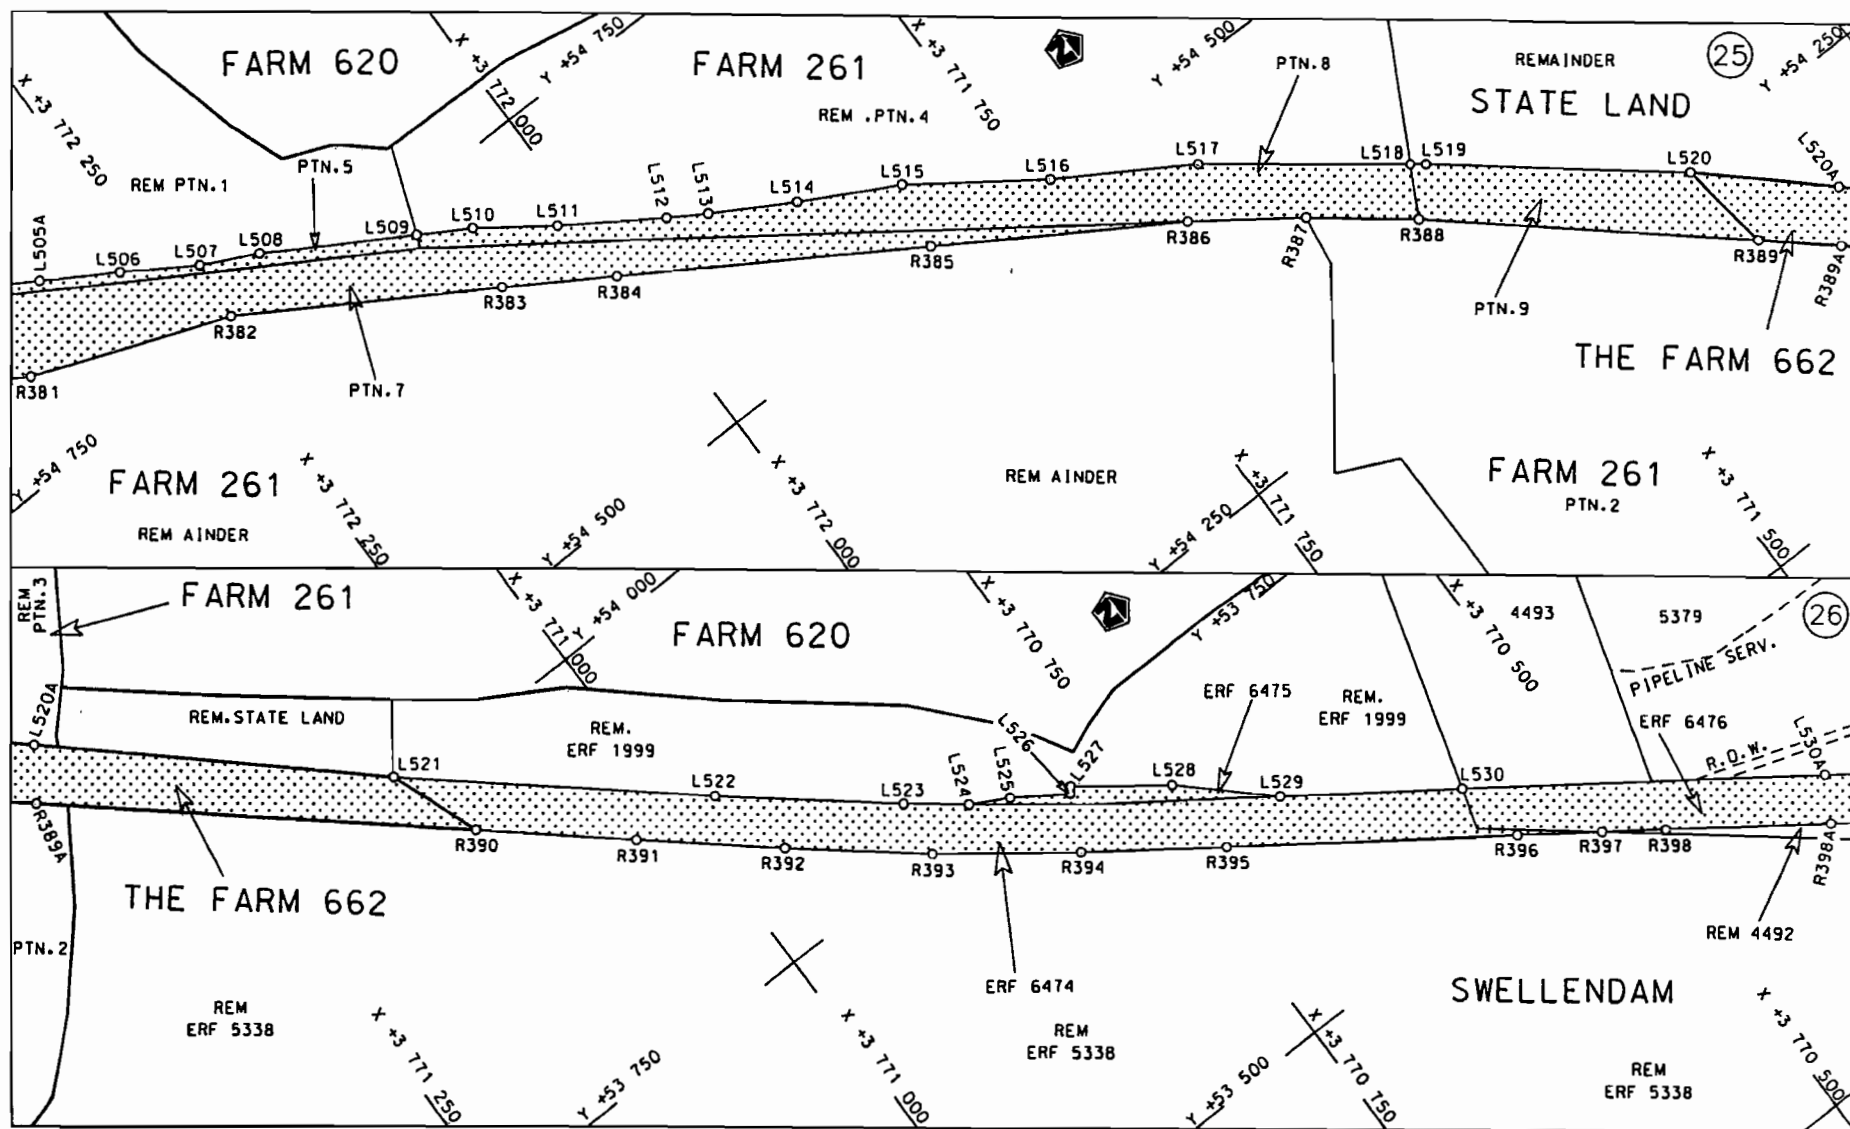 FARM 620
X +3 772 000
Y +54 750
FARM 261
X +3 771 750
Y +54 500
PTN.8
REMAINDER
25
Y +54 250
STATE LAND
X +3 772 250
REM .PTN.4
REM PTN.1
PTN.5
L505A
L506
L507
L508
L509
L510
L511
L512
L513
L514
L515
L516
L517
L518
L519
L520
L520A
R381
R382
R383
R384
R385
R386
R387
R388
R389
R389A
PTN.7
PTN.9
THE FARM 662
Y +54 750
FARM 261
REM AINDER
X +3 772 250
Y +54 500
X +3 772 000
REM AINDER
Y +54 250
X +3 771 750
FARM 261
PTN.2
X +3 771 500
REM
PTN.3
FARM 261
X +3 771 000
Y +54 000
FARM 620
X +3 770 750
Y +53 750
X +3 770 500
4493
5379
26
PIPELINE SERV.
L520A
REM.STATE LAND
REM.
ERF 1999
L526
L527
ERF 6475
REM.
ERF 1999
ERF 6476
R.O.W.
L530A
L521
L522
L523
L524
L525
L528
L529
L530
R389A
R390
R391
R392
R393
R394
R395
R396
R397
R398
R398A
THE FARM 662
PTN.2
ERF 6474
REM 4492
SWELLENDAM
REM
ERF 5338
X +3 771 250
Y +53 750
X +3 771 000
REM
ERF 5338
Y +53 500
X +3 770 750
REM
ERF 5338
X +3 770 500